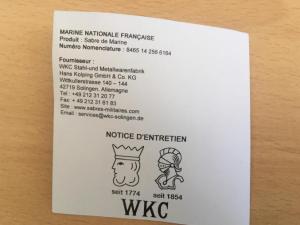 MARINE NATIONALE FRANÇAISE
Produit : Sabre de Marine
Numéro Nomenclature : 8465 14 256 6164
Fournisseur :
WKC Stahl-und Metallwarenfabrik
Hans Kolping GmbH & Co. KG
Wittkullerstrasse 140 – 144
42719 Solingen, Allemagne
Tel : +49 212 31 20 77
Fax : +49 212 31 61 83
Site : www.sabres-militaires.com
Email : services@wkc-solingen.de
NOTICE D'ENTRETIEN
seit 1774 seit 1854
WKC